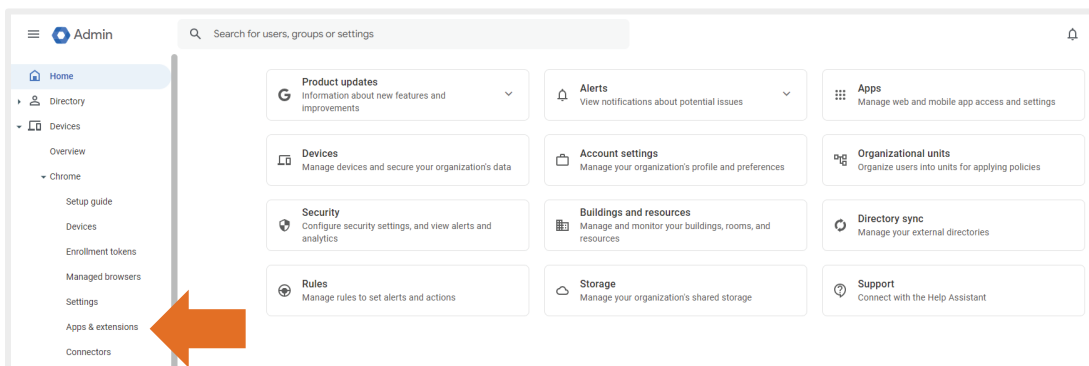 Admin
Search for users, groups or settings
Home
Directory
Devices
Overview
Chrome
Setup guide
Devices
Enrollment tokens
Managed browsers
Settings
Apps & extensions
Connectors
Product updates
Information about new features and
improvements
Alerts
View notifications about potential issues
Apps
Manage web and mobile app access and settings
Devices
Manage devices and secure your organization's data
Account settings
Manage your organization's profile and preferences
Organizational units
Organize users into units for applying policies
Security
Configure security settings, and view alerts and
analytics
Buildings and resources
Manage and monitor your buildings, rooms, and
resources
Directory sync
Manage your external directories
Rules
Manage rules to set alerts and actions
Storage
Manage your organization's shared storage
Support
Connect with the Help Assistant